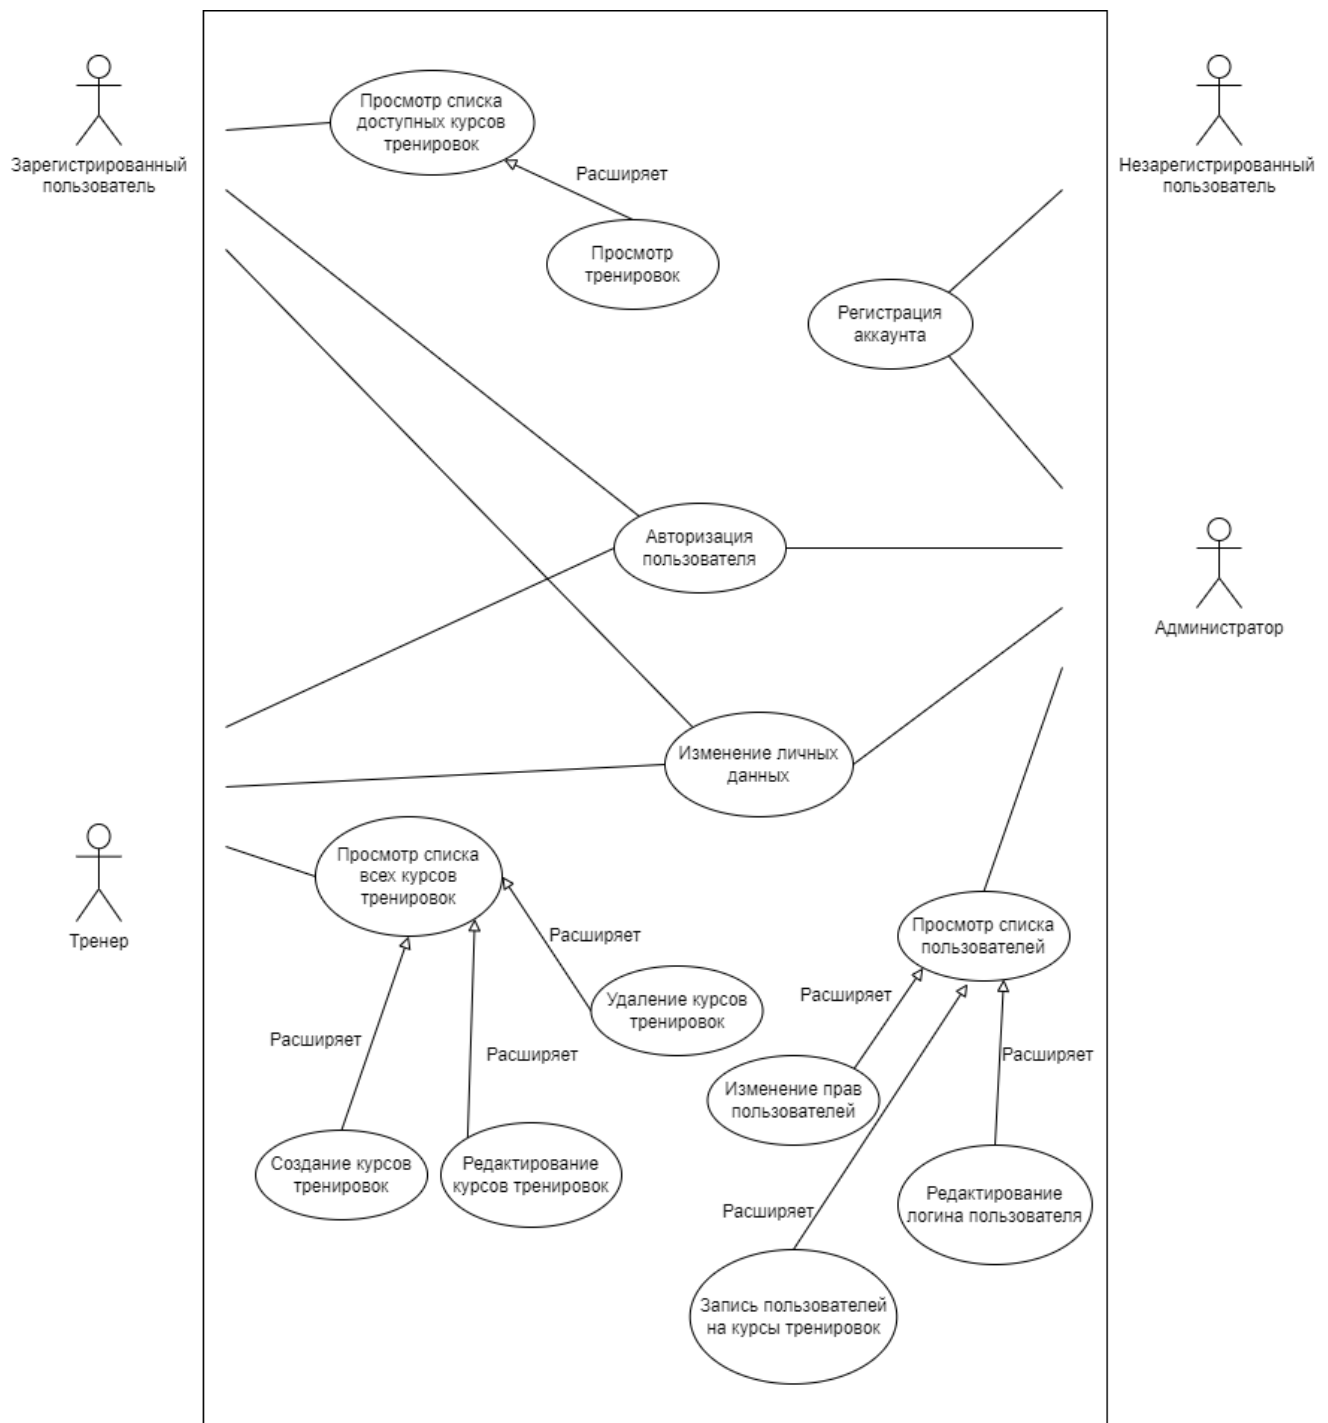 Зарегистрированный
пользователь
Просмотр списка
доступных курсов
тренировок
Расширяет
Просмотр
тренировок
Незарегистрированный
пользователь
Регистрация
аккаунта
Авторизация
пользователя
Администратор
Изменение личных
данных
Тренер
Просмотр списка
всех курсов
тренировок
Расширяет
Удаление курсов
тренировок
Расширяет
Расширяет
Создание курсов
тренировок
Редактирование
курсов тренировок
Просмотр списка
пользователей
Расширяет
Расширяет
Изменение прав
пользователей
Расширяет
Редактирование
логина пользователя
Запись пользователей
на курсы тренировок